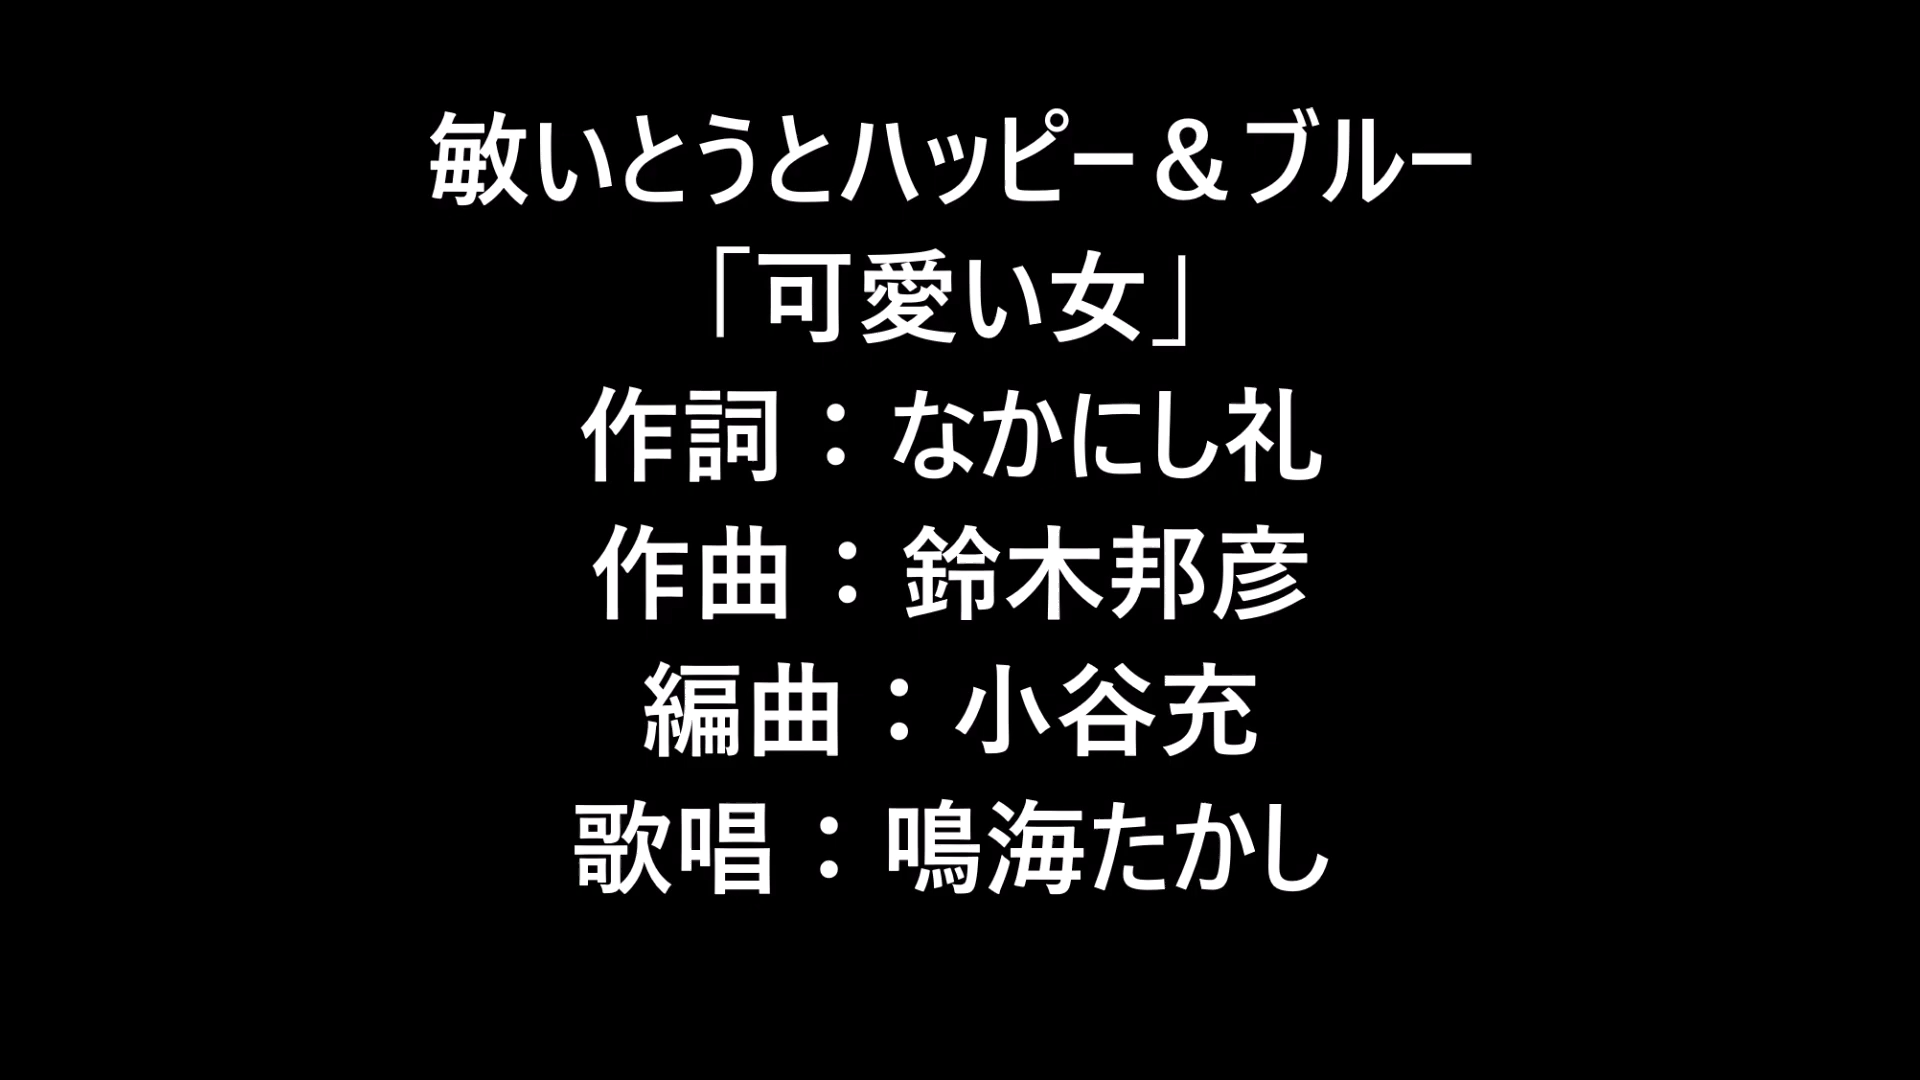 敏いとうとハッピー＆ブルー
「可愛い女」
作詞：なかにし礼
作曲：鈴木邦彦
編曲：小谷充
歌唱：鳴海たかし